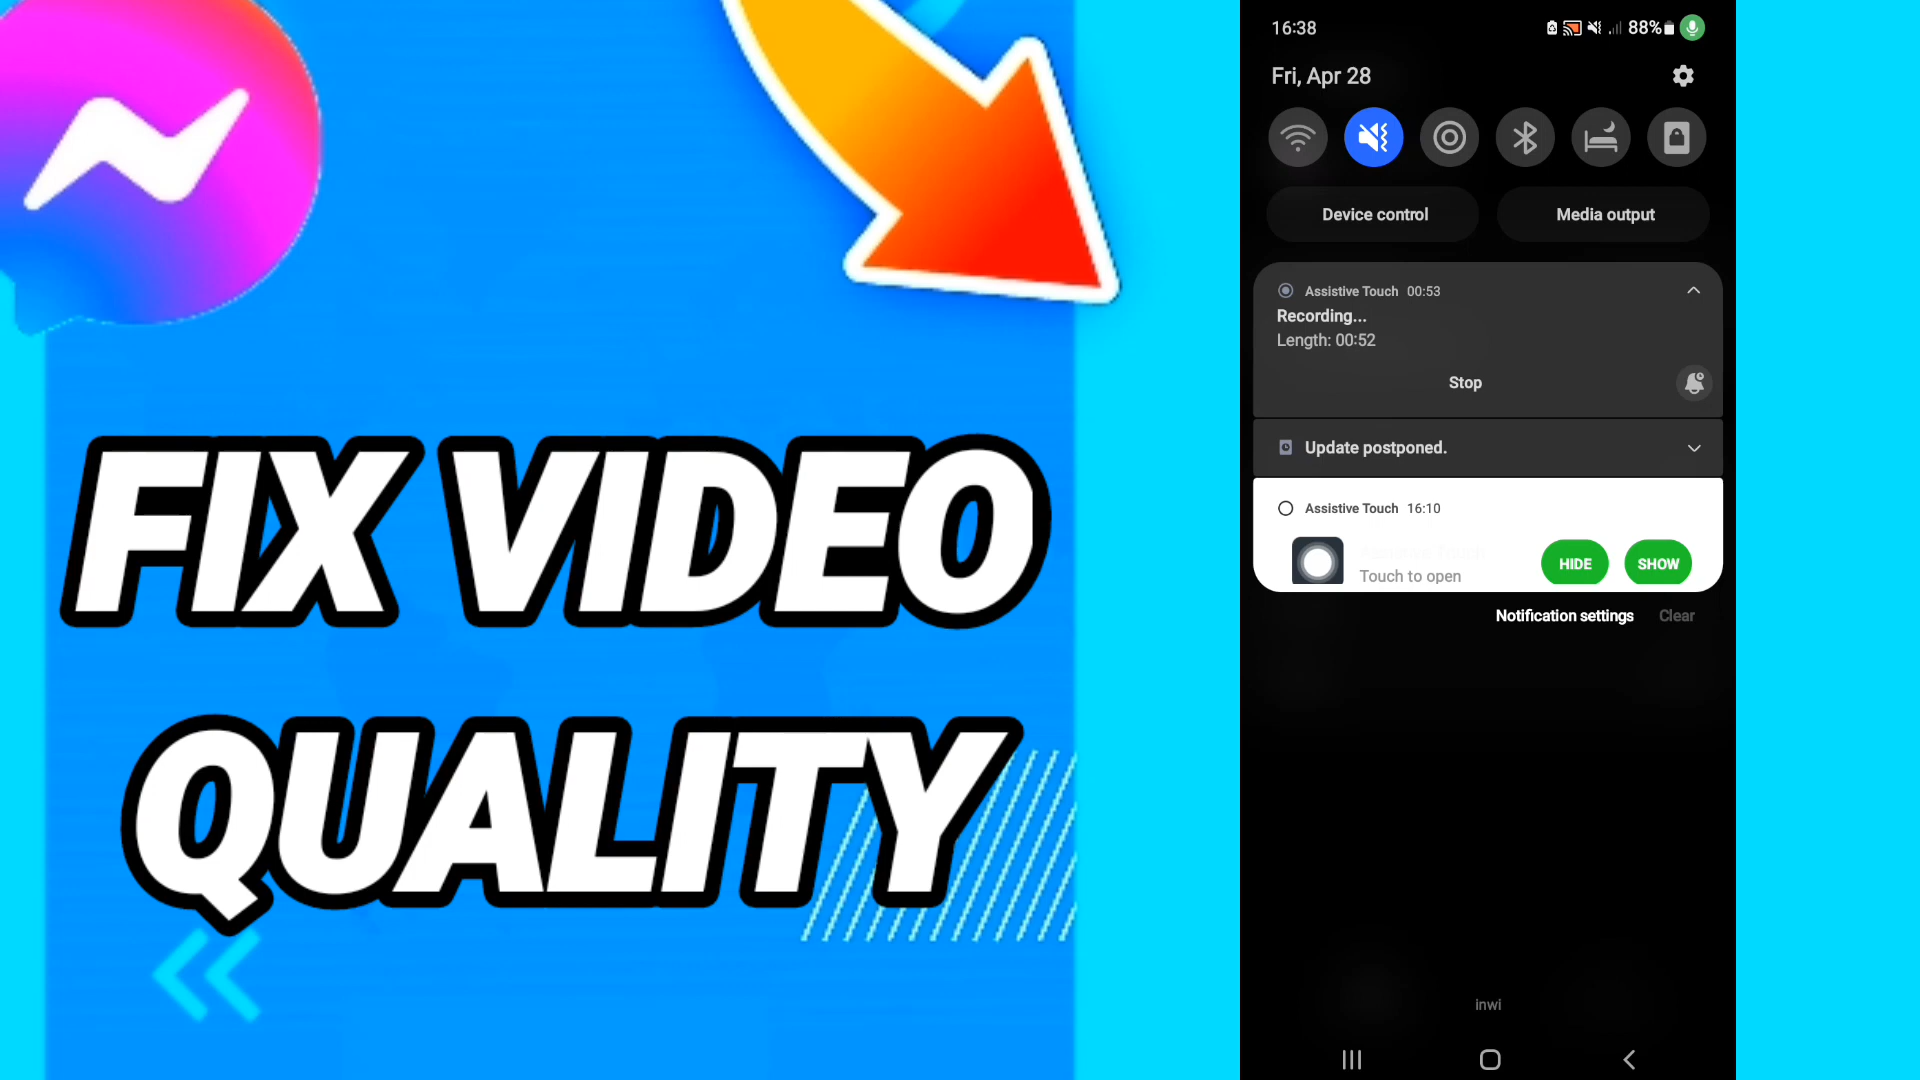 FIX VIDEO
QUALITY
16:38
88%
Fri, Apr 28
Device control
Media output
Assistive Touch 00:53
Recording...
Length: 00:52
Stop
Update postponed.
Assistive Touch 16:10
Touch to open
HIDE
SHOW
Notification settings
Clear
inwi